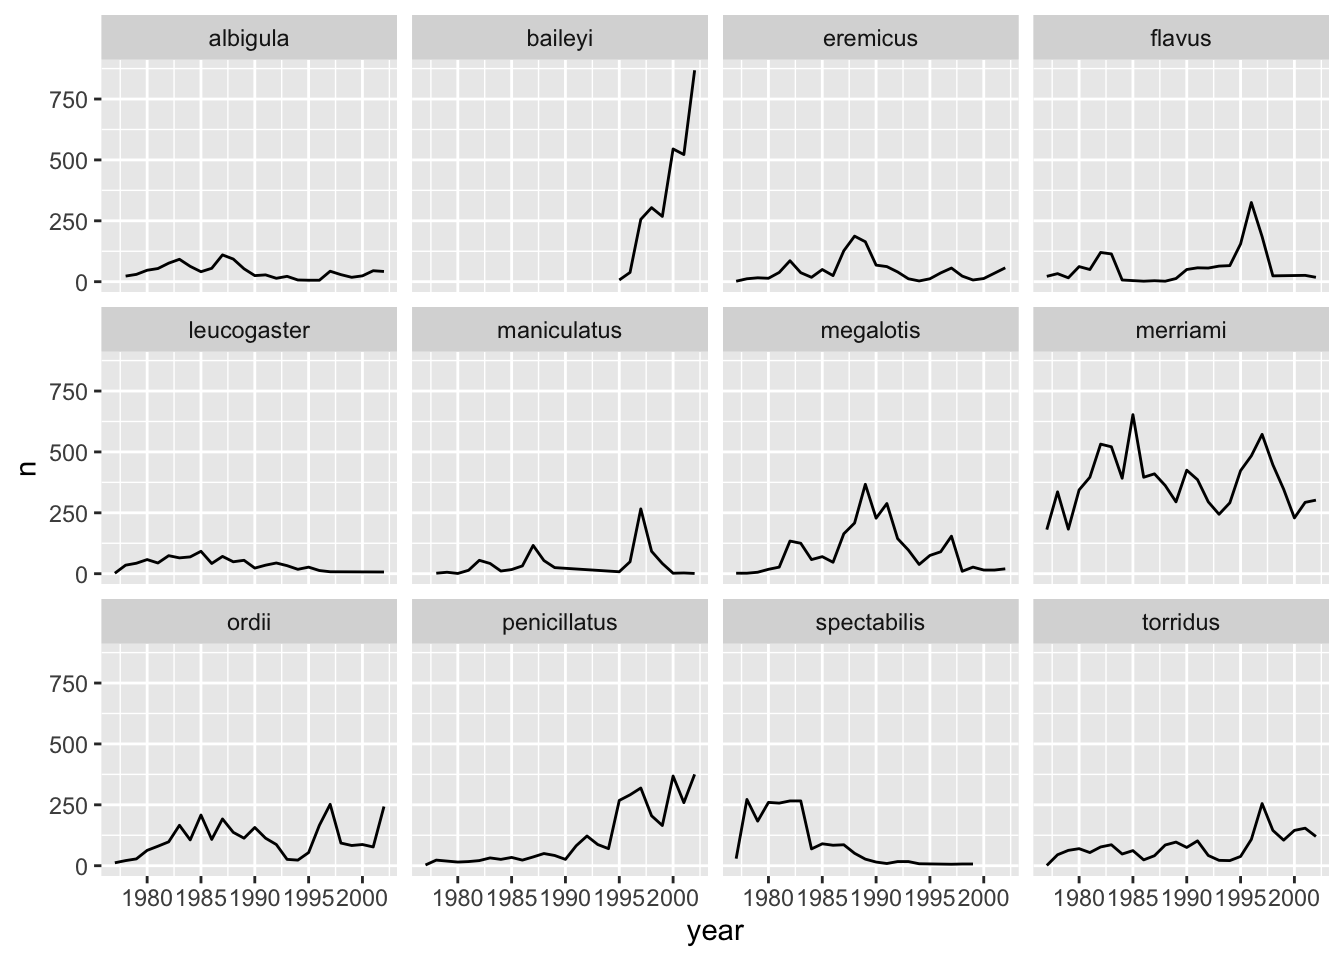 albigula baileyi eremicus flavus
750
500
250
0
leucogaster maniculatus megalotis merriami
750
500
250
0
n
ordii penicillatus spectabilis torridus
750
500
250
0
1980 1985 1990 1995 2000 1980 1985 1990 1995 2000 1980 1985 1990 1995 2000 1980 1985 1990 1995 2000
year